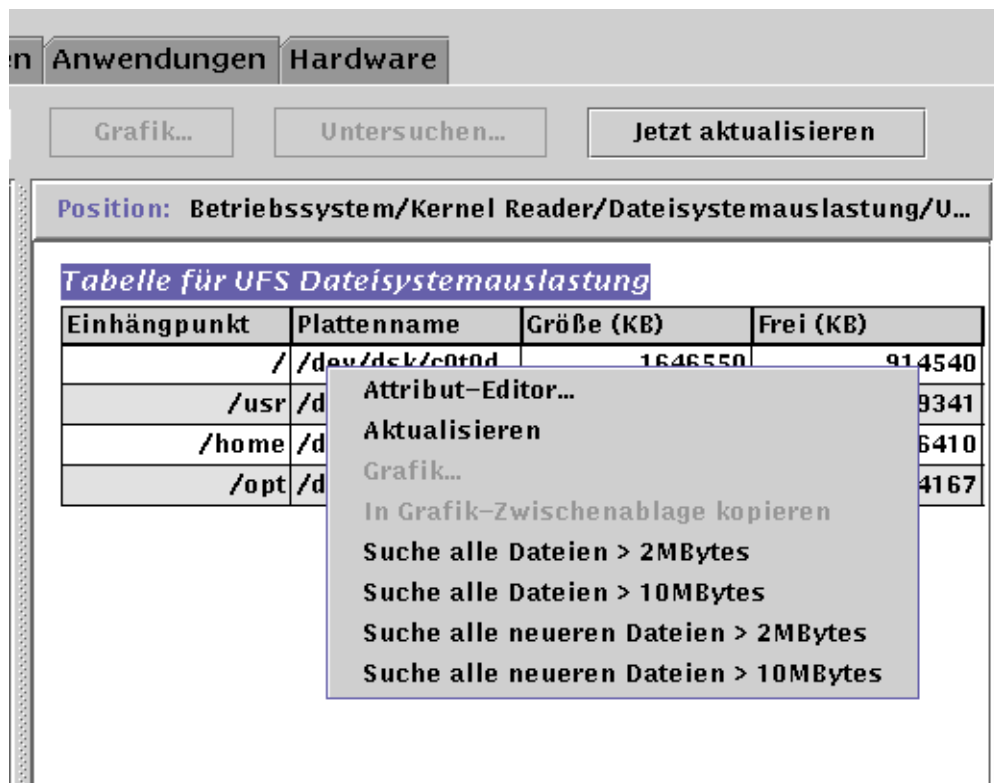 en Anwendungen Hardware
Grafik... Untersuchen... Jetzt aktualisieren
Position: Betriebssystem/Kernel Reader/Dateisystemauslastung/U...
Tabelle für UFS Dateisystemauslastung
Einhängpunkt Plattenname Größe (KB) Frei (KB)
/ /dev/dsk/c0t0d 1646550 914540
/usr /d 9341
/home /d 6410
/opt /d 4167
Attribut-Editor...
Aktualisieren
Grafik...
In Grafik-Zwischenablage kopieren
Suche alle Dateien > 2MBytes
Suche alle Dateien > 10MBytes
Suche alle neueren Dateien > 2MBytes
Suche alle neueren Dateien > 10MBytes